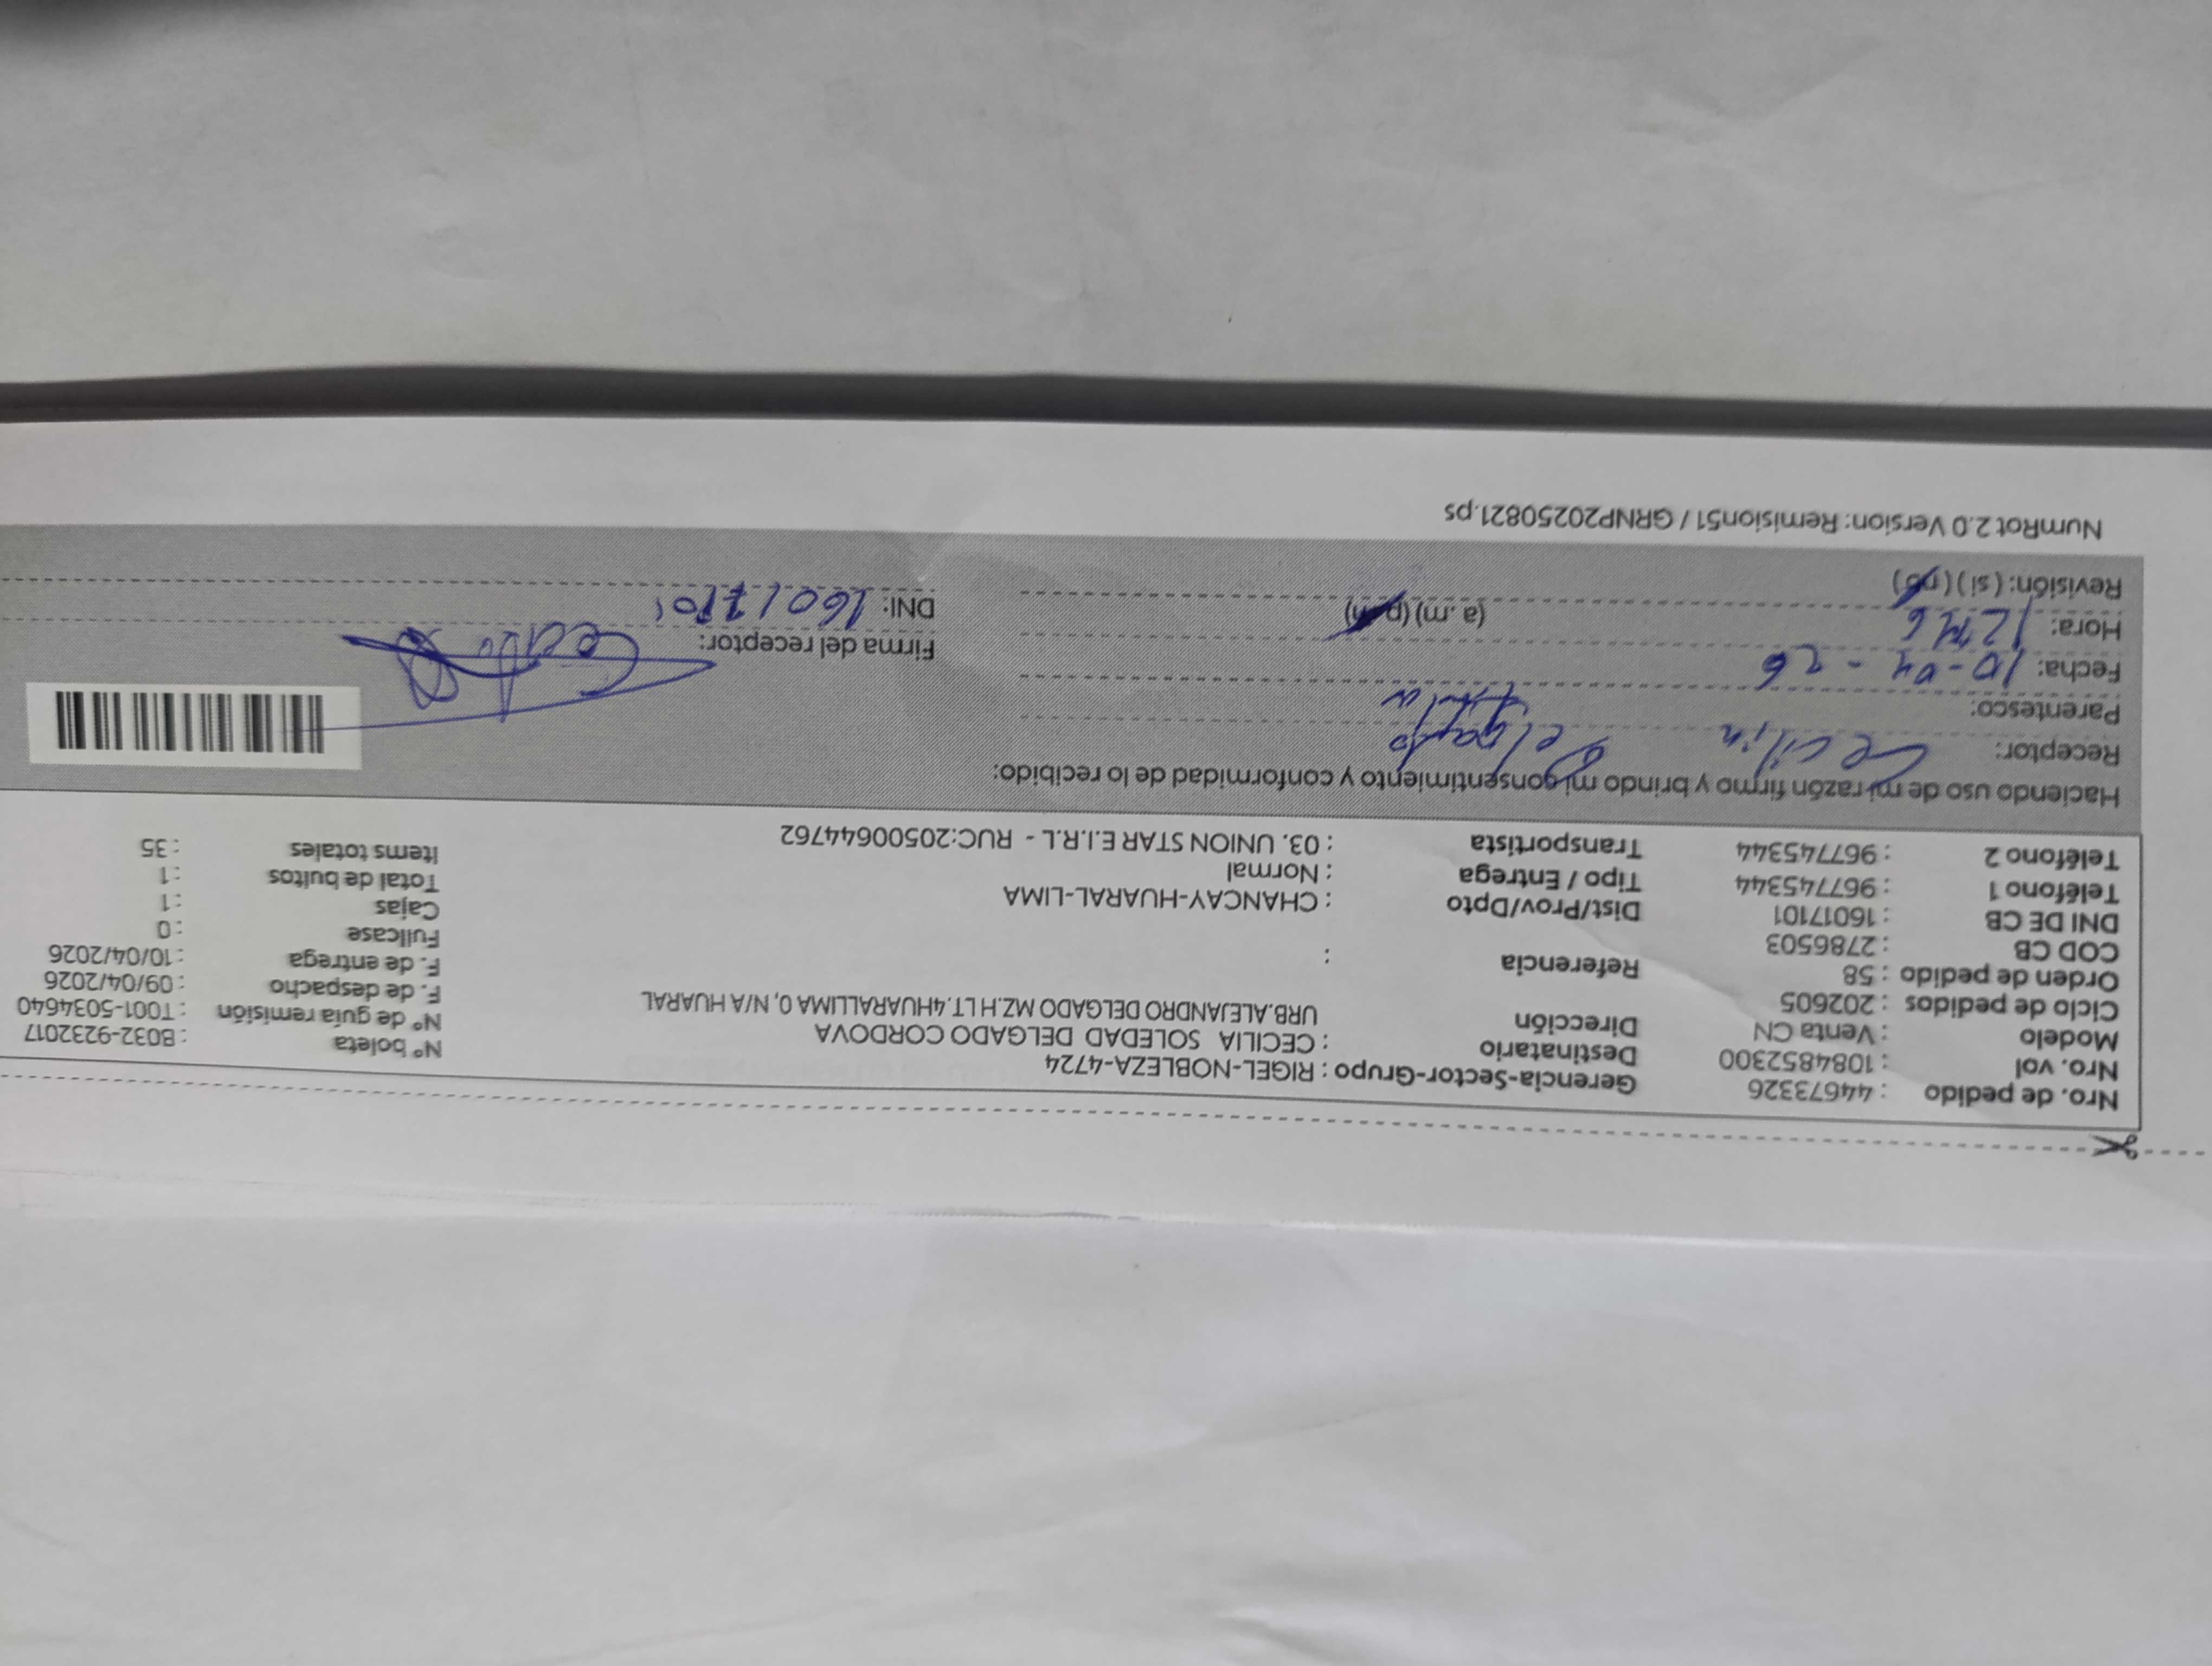 Nro. de pedido : 44673326 Gerencia-Sector-Grupo : RIGEL-NOBLEZA-4724 N° boleta : B032-9232017
Nro. vol : 1084852300 Destinatario : CECILIA SOLEDAD DELGADO CORDOVA N° de guía remisión : T001-5034640
Modelo : Venta CN Dirección URB.ALEJANDRO DELGADO MZ.H LT.4HUARALLIMA 0, N/A HUARAL F. de despacho : 09/04/2026
Ciclo de pedidos : 202605 F. de entrega : 10/04/2026
Orden de pedido : 58 Referencia : Fullcase : 0
COD CB : 2786503 Cajas : 1
DNI DE CB : 16017101 Dist/Prov/Dpto : CHANCAY-HUARAL-LIMA Total de bultos : 1
Teléfono 1 : 967745344 Tipo / Entrega : Normal Items totales : 35
Teléfono 2 : 967745344 Transportista : 03. UNION STAR E.I.R.L - RUC:20500644762
Haciendo uso de mi razón firmo y brindo mi consentimiento y conformidad de lo recibido:
Receptor: Cecilia Delgado
Parentesco:
Fecha: 10-04-26 Firma del receptor:
Hora: (a.m) (p.m) DNI:
Revisión: (si) (no)
NumRot 2.0 Version: Remision51 / GRNP20250821.ps